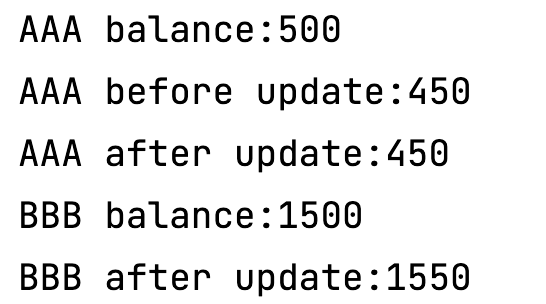 AAA balance:500
AAA before update:450
AAA after update:450
BBB balance:1500
BBB after update:1550